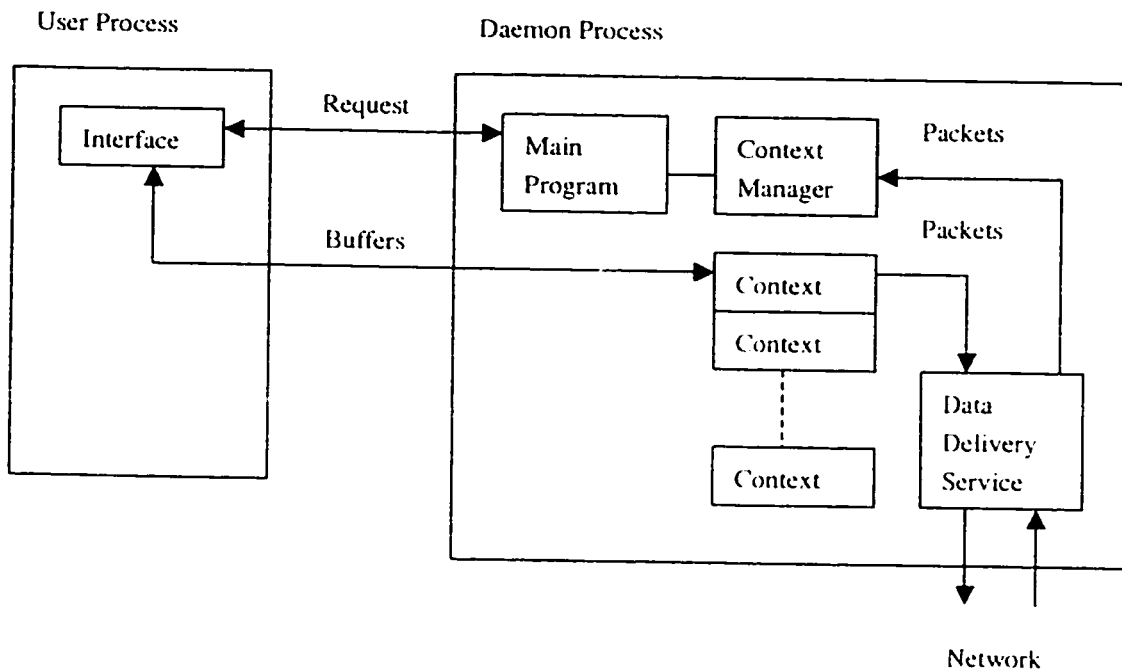 User Process
Daemon Process
Request
Interface
Main
Program
Context
Manager
Packets
Packets
Buffers
Context
Context
Context
Data
Delivery
Service
Network